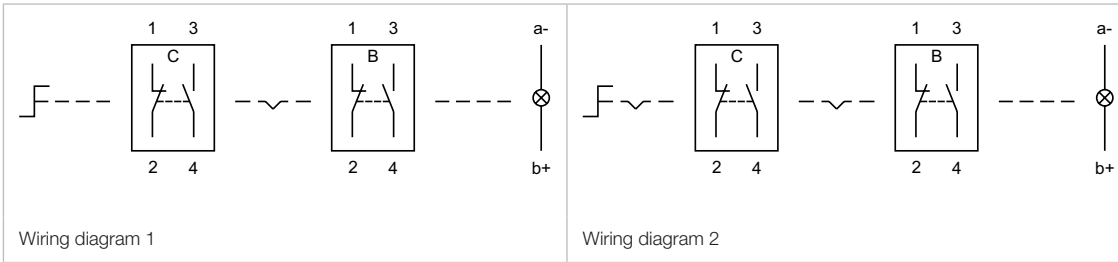 1 3 1 3 a-
C B
2 4 2 4 b+
Wiring diagram 1
1 3 1 3 a-
C B
2 4 2 4 b+
Wiring diagram 2